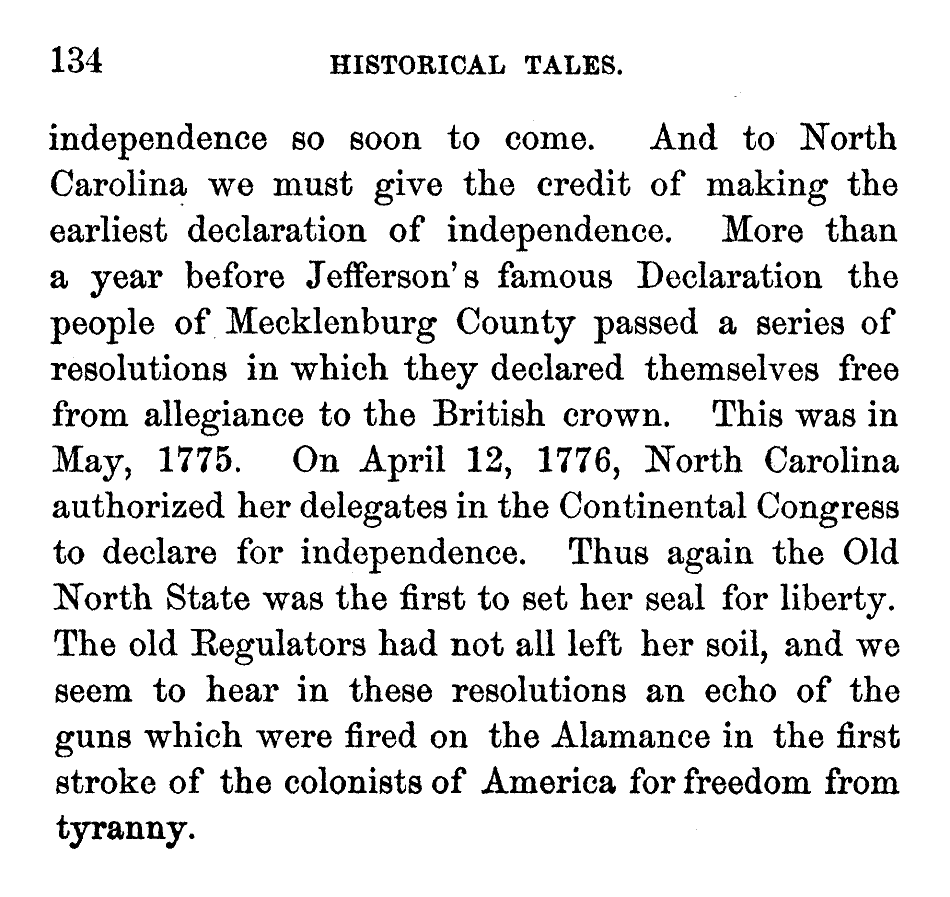 134 HISTORICAL TALES.
independence so soon to come. And to North
Carolina we must give the credit of making the
earliest declaration of independence. More than
a year before Jefferson's famous Declaration the
people of Mecklenburg County passed a series of
resolutions in which they declared themselves free
from allegiance to the British crown. This was in
May, 1775. On April 12, 1776, North Carolina
authorized her delegates in the Continental Congress
to declare for independence. Thus again the Old
North State was the first to set her seal for liberty.
The old Regulators had not all left her soil, and we
seem to hear in these resolutions an echo of the
guns which were fired on the Alamance in the first
stroke of the colonists of America for freedom from
tyranny.